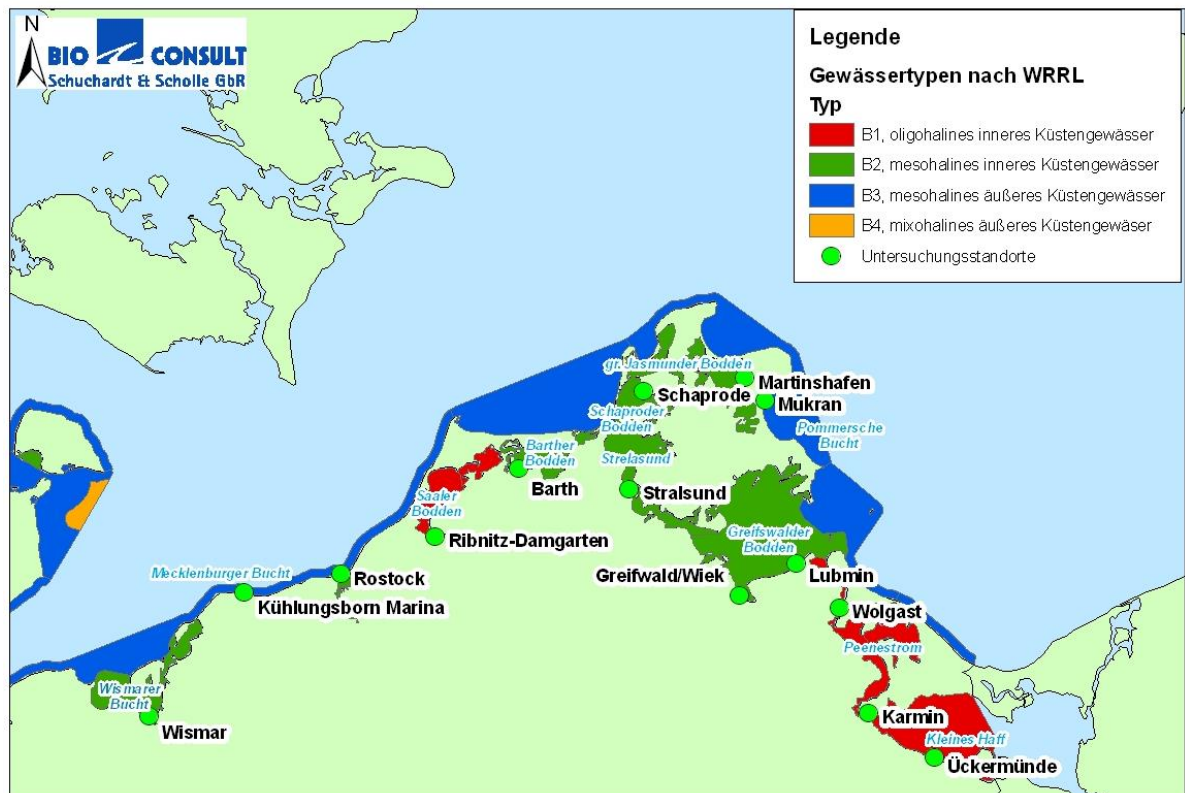 N
BIO CONSULT
Schuchardt & Scholle GbR
Legende
Gewässertypen nach WRRL
Typ
B1, oligohalines inneres Küstengewässer
B2, mesohalines inneres Küstengewässer
B3, mesohalines äußeres Küstengewässer
B4, mixohalines äußeres Küstengewäser
Untersuchungsstandorte
gr. Jasmunder Bodden
Martinshafen
Schaprode
Mukran
Schaproder
Bodden
Pommersche
Bucht
Barther
Bodden
Strelasund
Barth
Stralsund
Saaler
Bodden
Ribnitz-Damgarten
Greifswalder
Bodden
Mecklenburger Bucht
Rostock
Greifwald/Wiek
Lubmin
Kühlungsborn Marina
Wolgast
Peenestrom
Wismarer
Bucht
Wismar
Karmin
Kleines Haff
Ückermünde